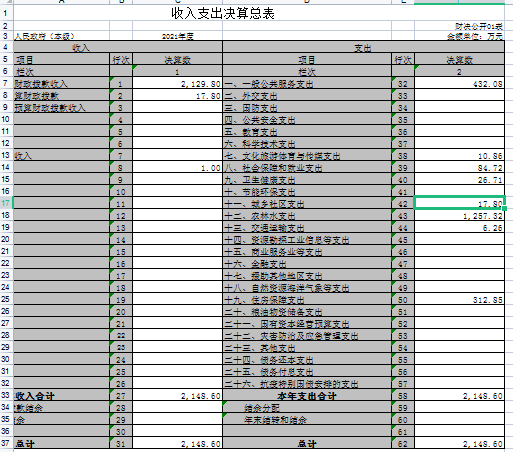 收入支出决算总表
财决公开01表
人民政府（本级） 2021年度 金额单位：万元
收入 支出
项目 行次 决算数 项目 行次 决算数
栏次 1 栏次 2
财政拨款收入 1 2,129.80 一、一般公共服务支出 32 432.08
算财政拨款 2 17.80 二、外交支出 33
预算财政拨款收入 3 三、国防支出 34
4 四、公共安全支出 35
5 五、教育支出 36
6 六、科学技术支出 37
收入 7 七、文化旅游体育与传媒支出 38 10.86
8 1.00 八、社会保障和就业支出 39 84.72
9 九、卫生健康支出 40 26.71
10 十、节能环保支出 41
11 十一、城乡社区支出 42 17.80
12 十二、农林水支出 43 1,257.32
13 十三、交通运输支出 44 6.26
14 十四、资源勘探工业信息等支出 45
15 十五、商业服务业等支出 46
16 十六、金融支出 47
17 十七、援助其他地区支出 48
18 十八、自然资源海洋气象等支出 49
19 十九、住房保障支出 50 312.85
20 二十、粮油物资储备支出 51
21 二十一、国有资本经营预算支出 52
22 二十二、灾害防治及应急管理支出 53
23 二十三、其他支出 54
24 二十四、债务还本支出 55
25 二十五、债务付息支出 56
26 二十六、抗疫特别国债安排的支出 57
收入合计 27 2,148.60 本年支出合计 58 2,148.60
款结余 28 结余分配 59
余 29 年末结转和结余 60
30 61
总计 31 2,148.60 总计 62 2,148.60